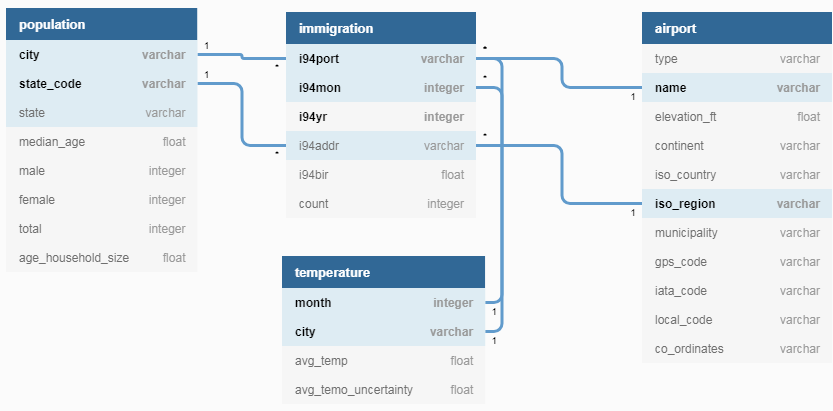 population
city varchar
state_code varchar
state varchar
median_age float
male integer
female integer
total integer
age_household_size float
1
1
immigration
i94port varchar
i94mon integer
i94yr integer
i94addr varchar
i94bir float
count integer
*
*
*
*
*
temperature
month integer
city varchar
avg_temp float
avg_temo_uncertainty float
1
1
airport
type varchar
name varchar
elevation_ft float
continent varchar
iso_country varchar
iso_region varchar
municipality varchar
gps_code varchar
iata_code varchar
local_code varchar
co_ordinates varchar
1
1